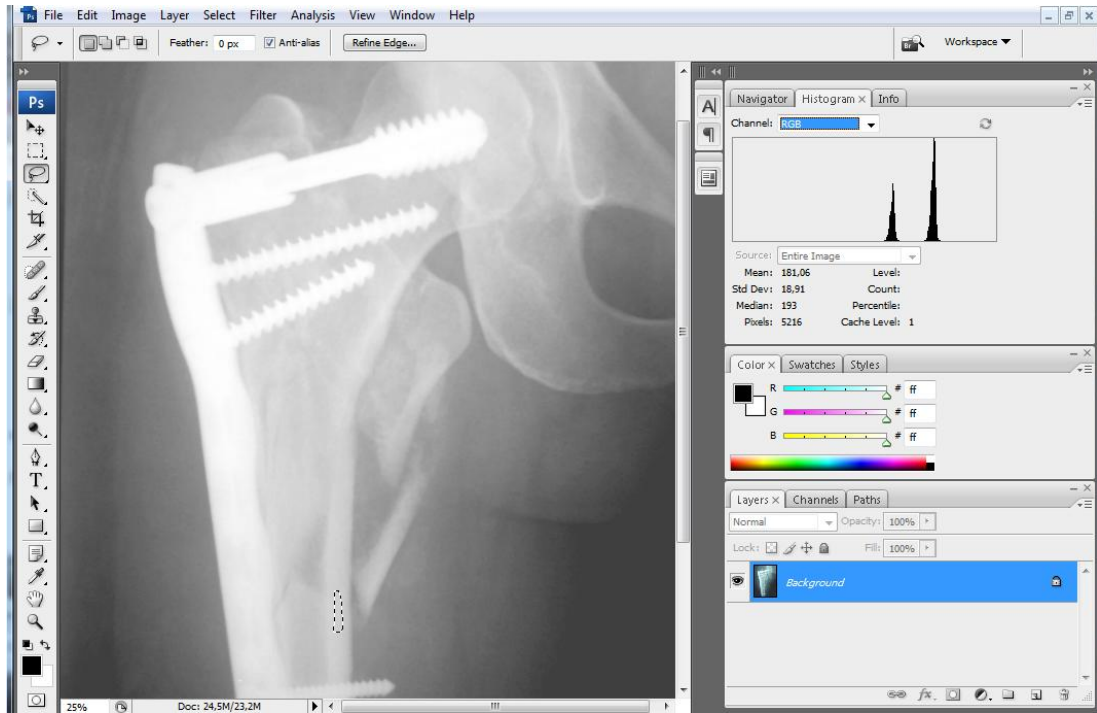 Ps File Edit Image Layer Select Filter Analysis View Window Help
Feather: 0 px Anti-alias Refine Edge... Br Workspace
Ps
Navigator Histogram × Info
Channel: RGB
Source: Entire Image
Mean: 181,06 Level:
Std Dev: 18,91 Count:
Median: 193 Percentile:
Pixels: 5216 Cache Level: 1
Color × Swatches Styles
R # ff
G # ff
B # ff
Layers × Channels Paths
Normal Opacity: 100%
Lock: Fill: 100%
Background
25% Doc: 24,5M/23,2M